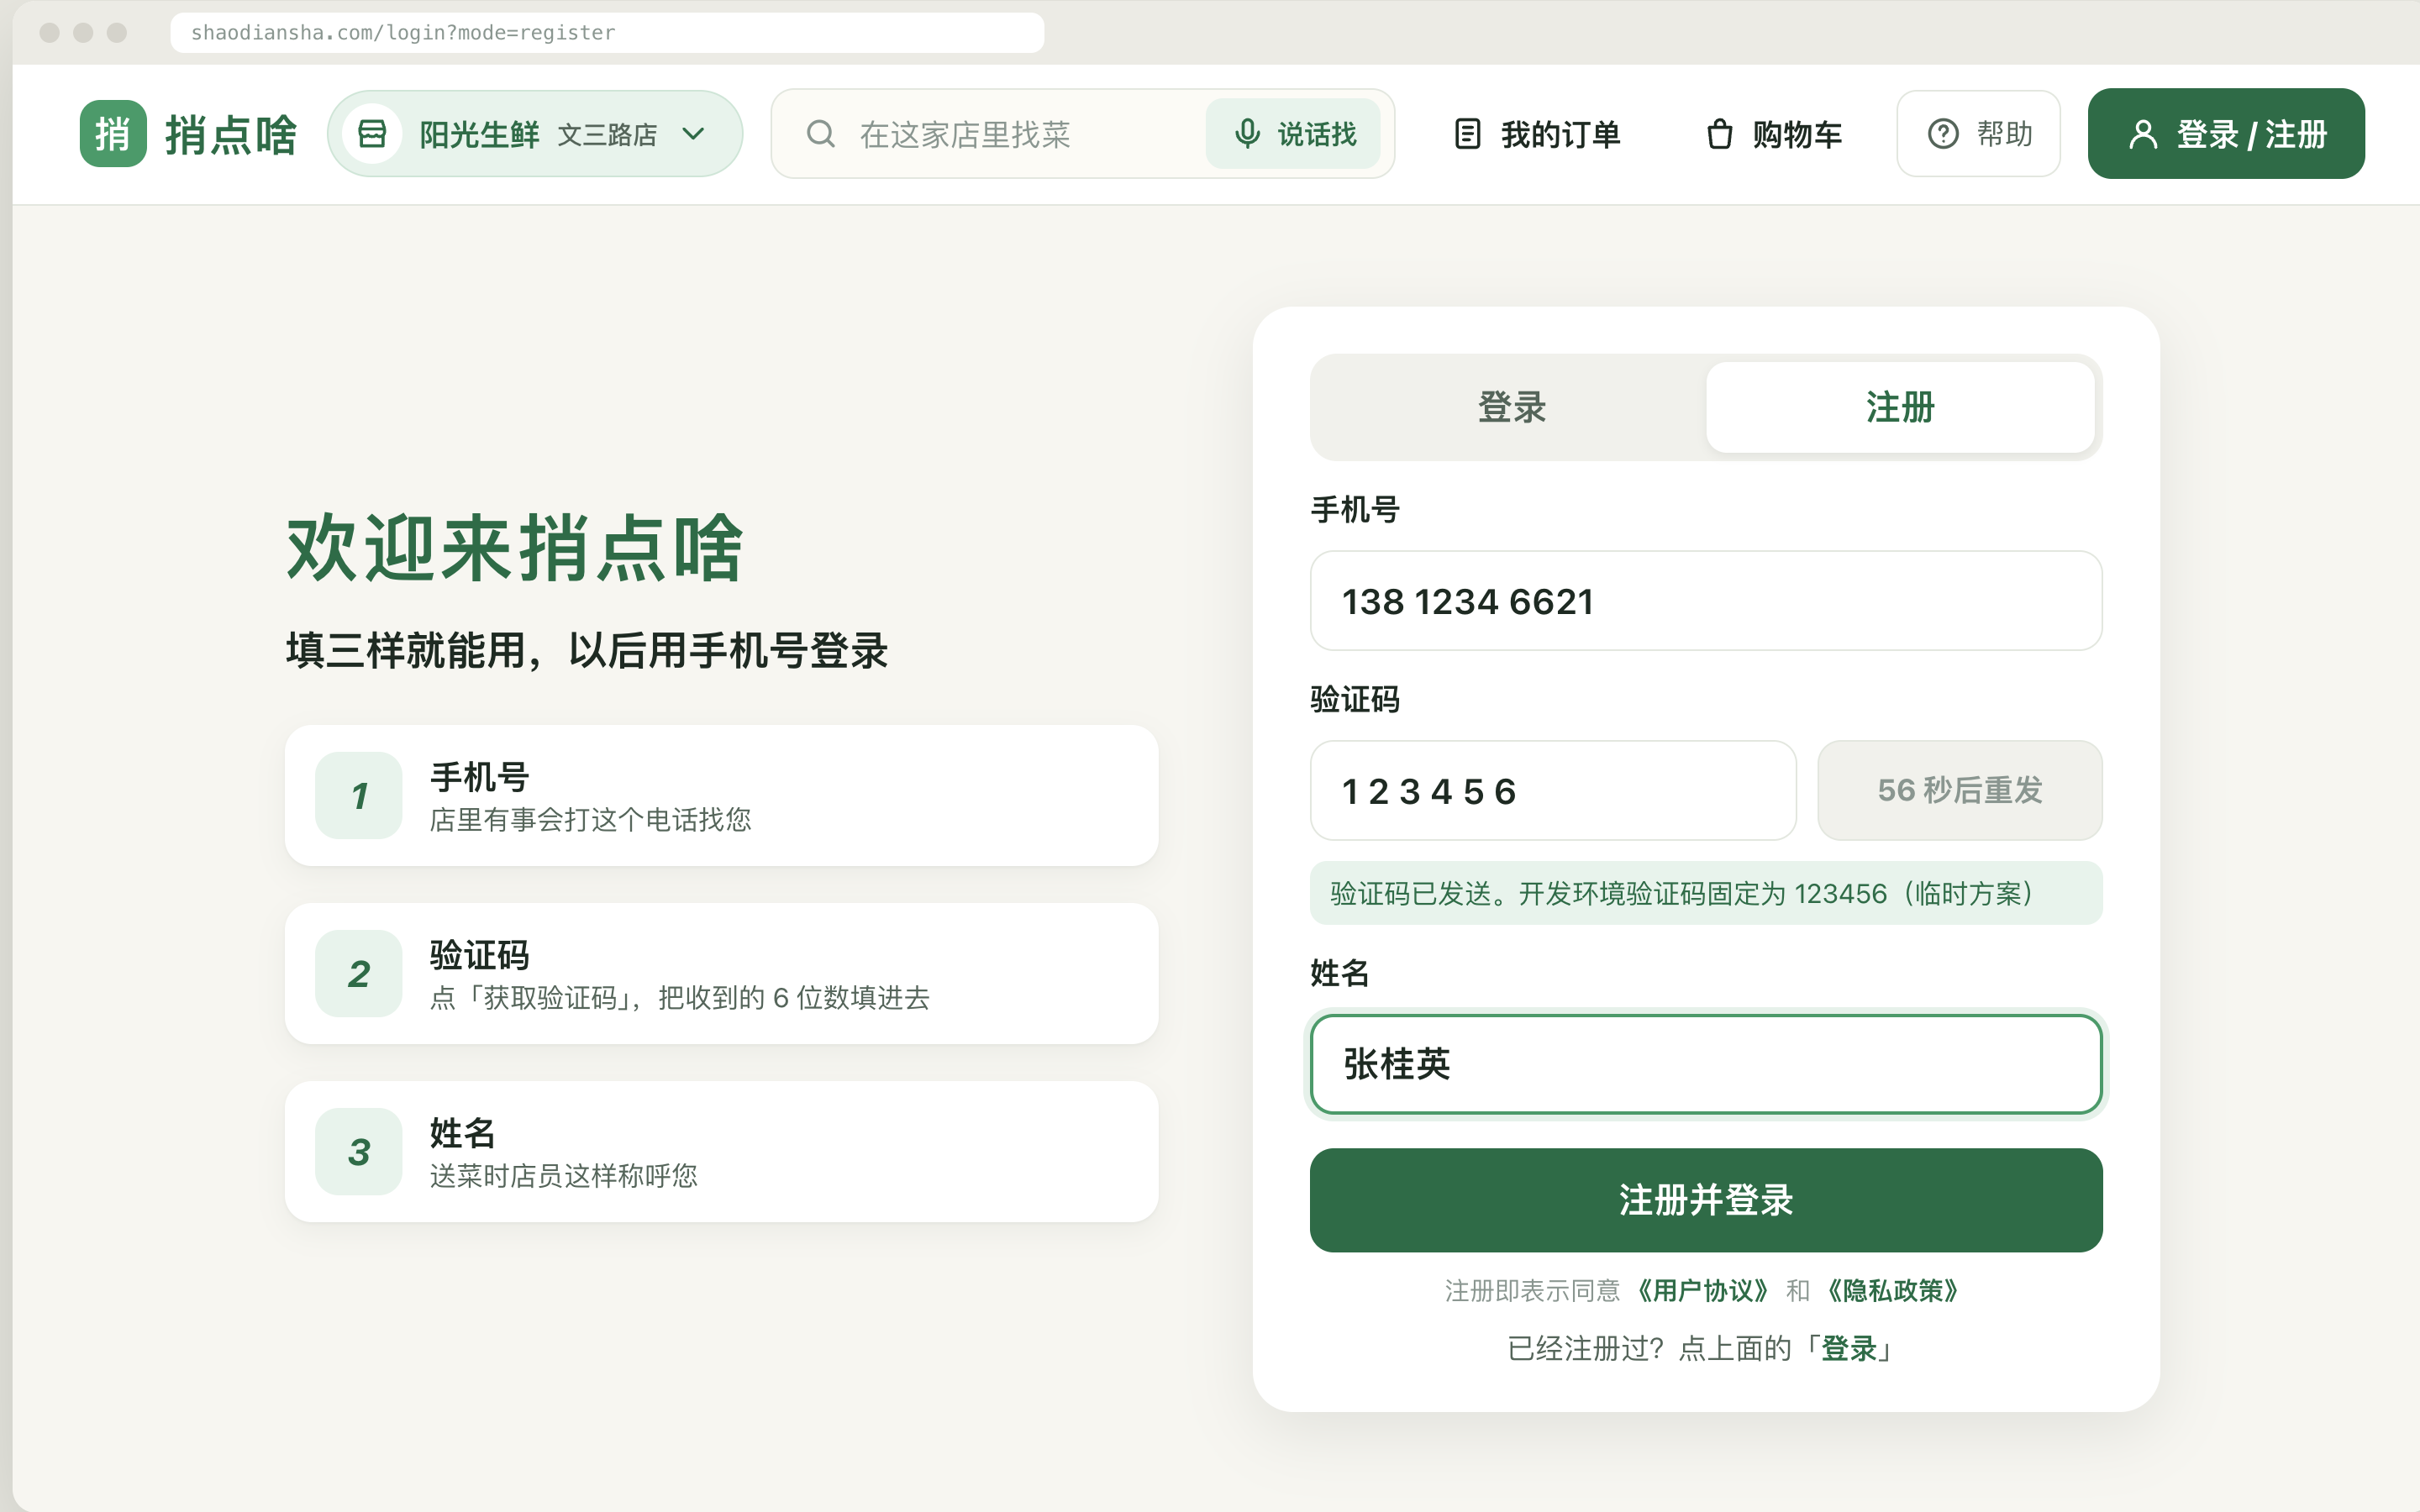 shaodiansha.com/login?mode=register
捎 捎点啥 阳光生鲜 文三路店 在这家店里找菜 说话找 我的订单 购物车 帮助 登录 / 注册
欢迎来捎点啥
填三样就能用，以后用手机号登录
1
手机号
店里有事会打这个电话找您
2
验证码
点「获取验证码」，把收到的 6 位数填进去
3
姓名
送菜时店员这样称呼您
登录 注册
手机号
138 1234 6621
验证码
1 2 3 4 5 6 56 秒后重发
验证码已发送。开发环境验证码固定为 123456（临时方案）
姓名
张桂英
注册并登录
注册即表示同意《用户协议》和《隐私政策》
已经注册过？点上面的「登录」